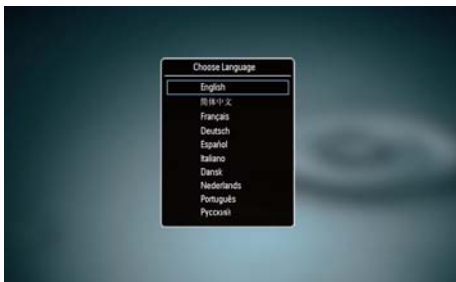 Choose Language
English
简体中文
Français
Deutsch
Español
Italiano
Dansk
Nederlands
Português
Русский